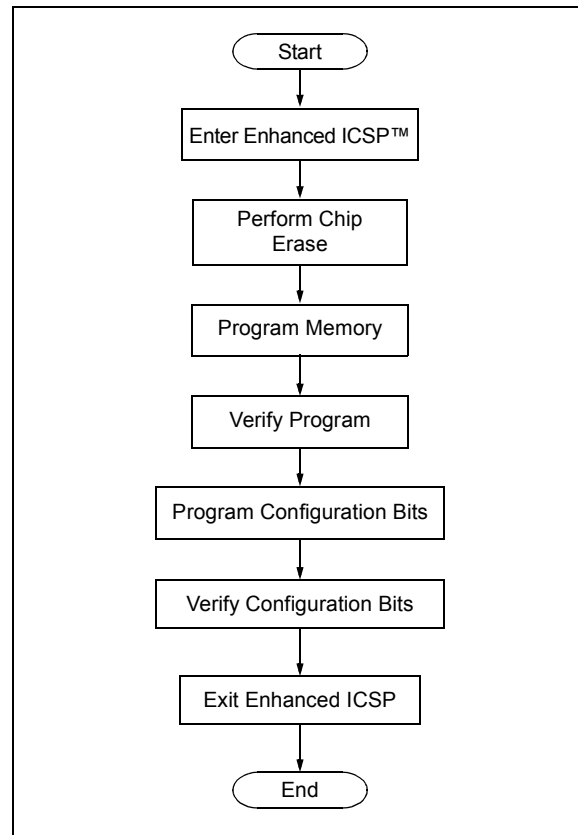 Start
Enter Enhanced ICSP™
Perform Chip
Erase
Program Memory
Verify Program
Program Configuration Bits
Verify Configuration Bits
Exit Enhanced ICSP
End